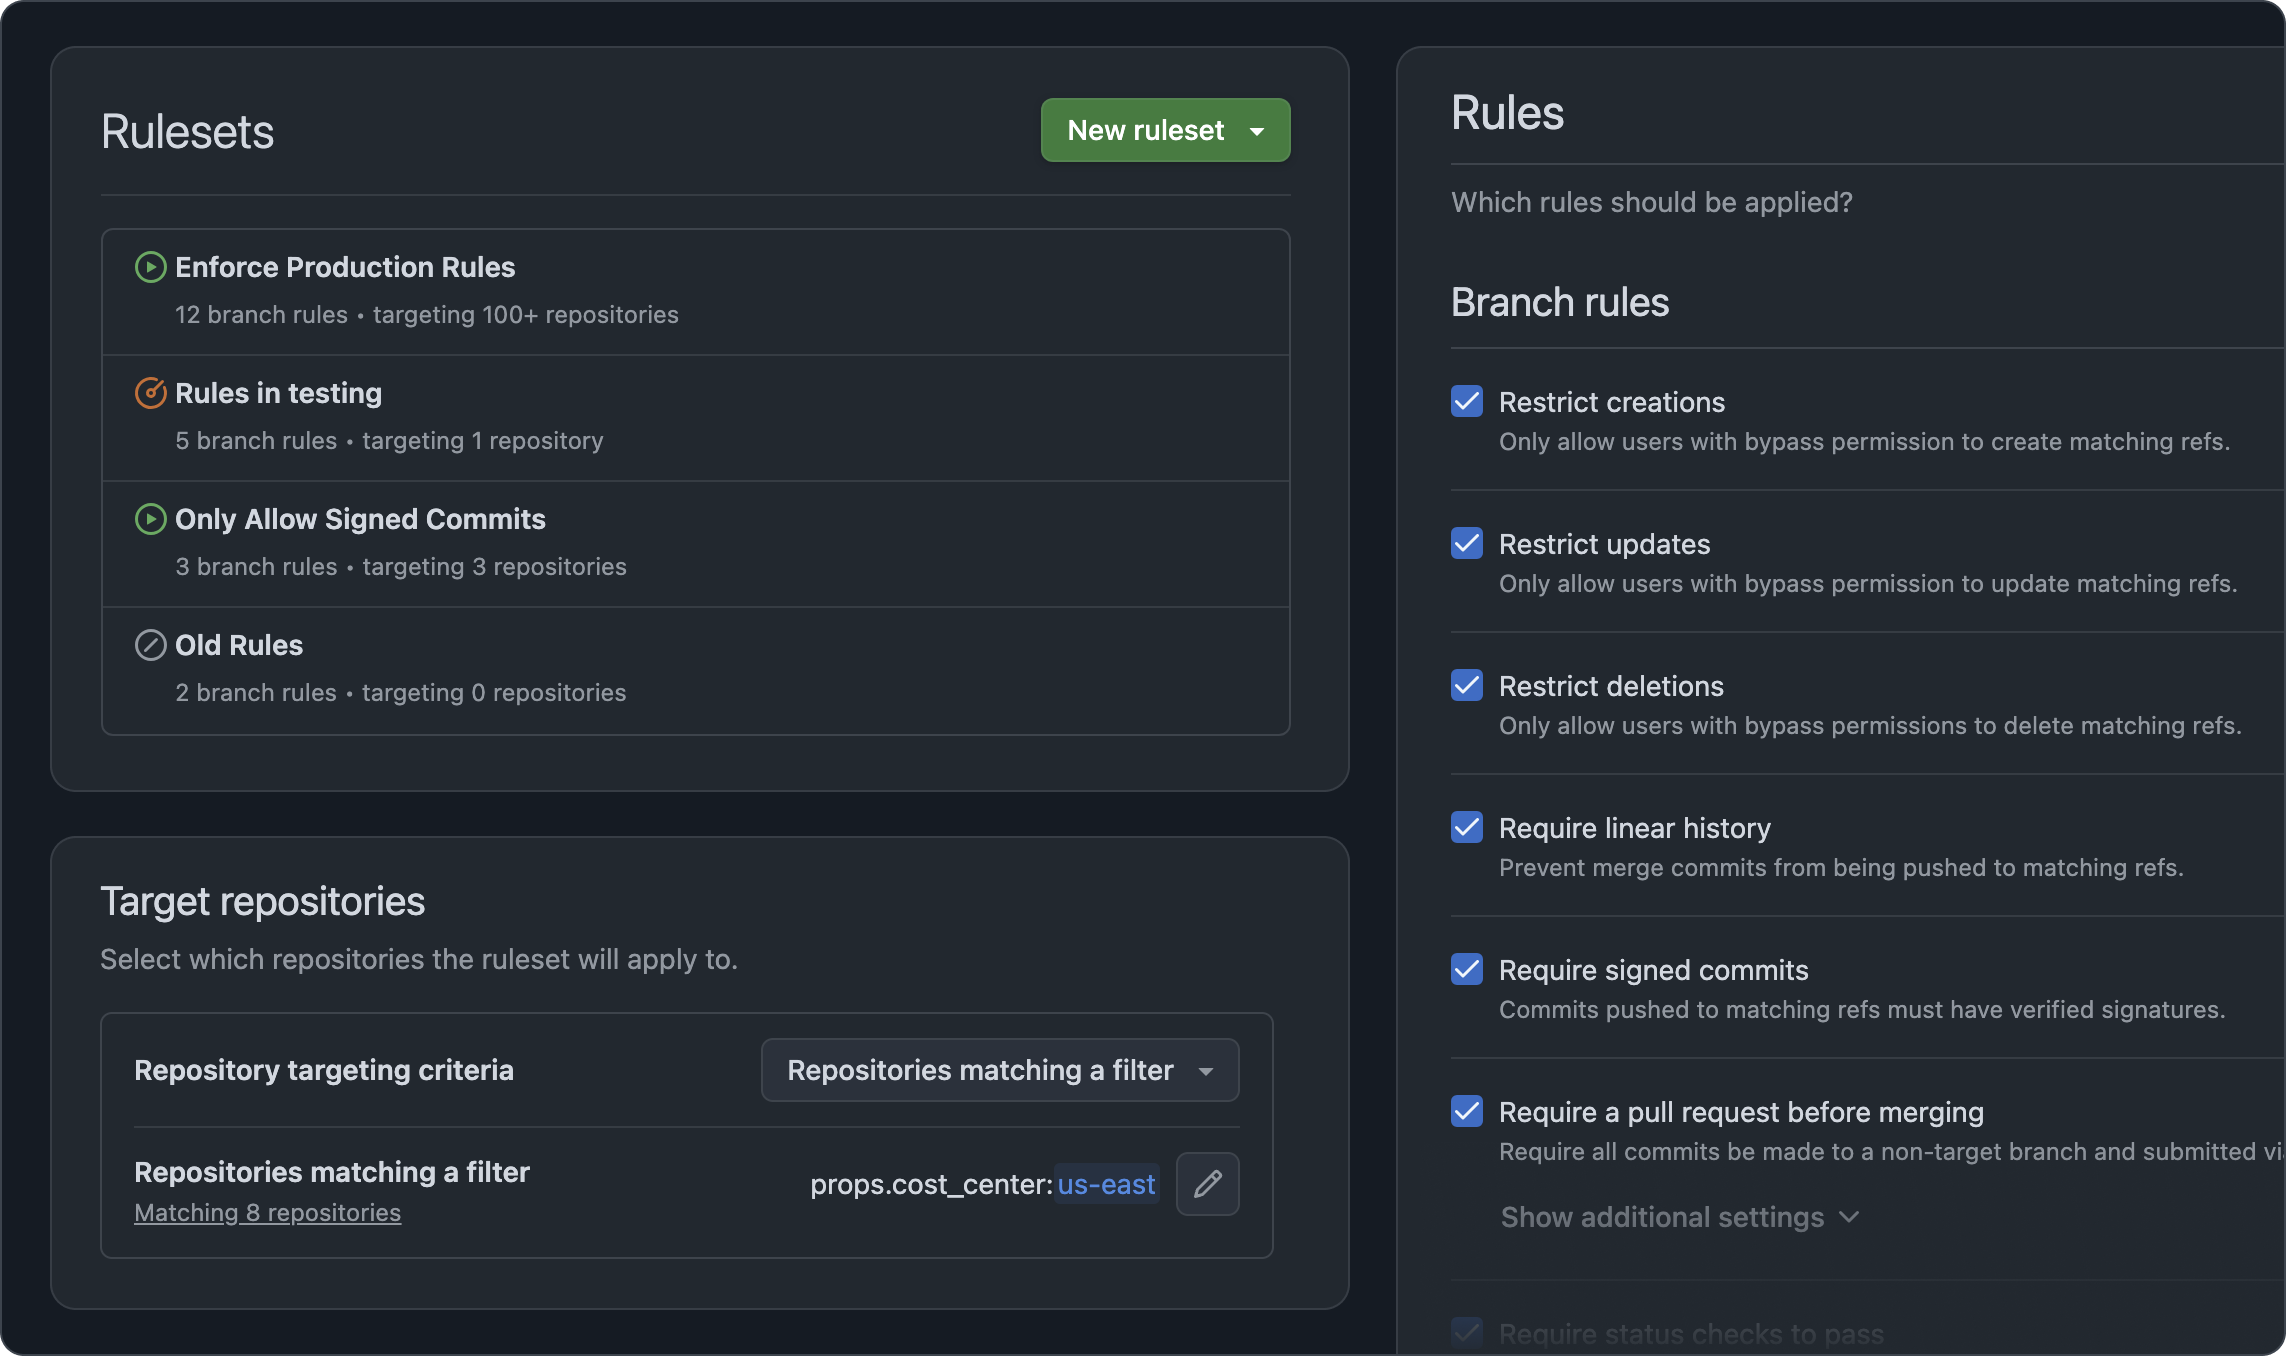 Rulesets
New ruleset
Enforce Production Rules
12 branch rules • targeting 100+ repositories
Rules in testing
5 branch rules • targeting 1 repository
Only Allow Signed Commits
3 branch rules • targeting 3 repositories
Old Rules
2 branch rules • targeting 0 repositories
Target repositories
Select which repositories the ruleset will apply to.
Repository targeting criteria
Repositories matching a filter
Repositories matching a filter
props.cost_center:us-east
Matching 8 repositories
Rules
Which rules should be applied?
Branch rules
Restrict creations
Only allow users with bypass permission to create matching refs.
Restrict updates
Only allow users with bypass permission to update matching refs.
Restrict deletions
Only allow users with bypass permissions to delete matching refs.
Require linear history
Prevent merge commits from being pushed to matching refs.
Require signed commits
Commits pushed to matching refs must have verified signatures.
Require a pull request before merging
Require all commits be made to a non-target branch and submitted
Show additional settings
Require status checks to pass